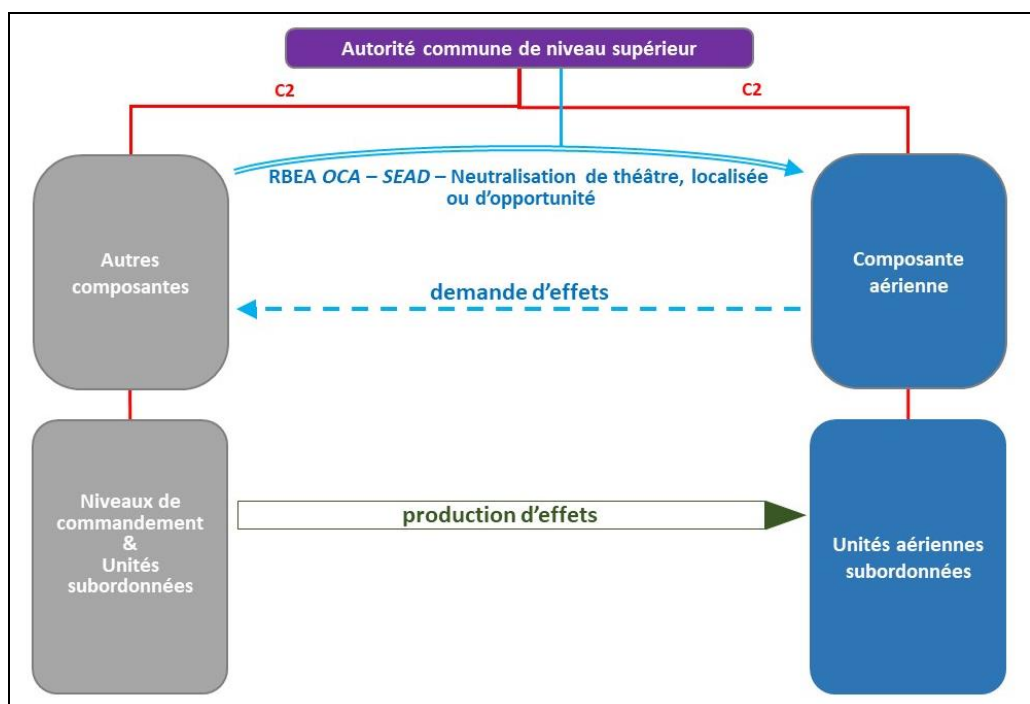 Autorité commune de niveau supérieur
C2
C2
RBEA OCA – SEAD – Neutralisation de théâtre, localisée
ou d'opportunité
Autres
composantes
Composante
aérienne
demande d'effets
Niveaux de
commandement
&
Unités
subordonnées
production d'effets
Unités aériennes
subordonnées